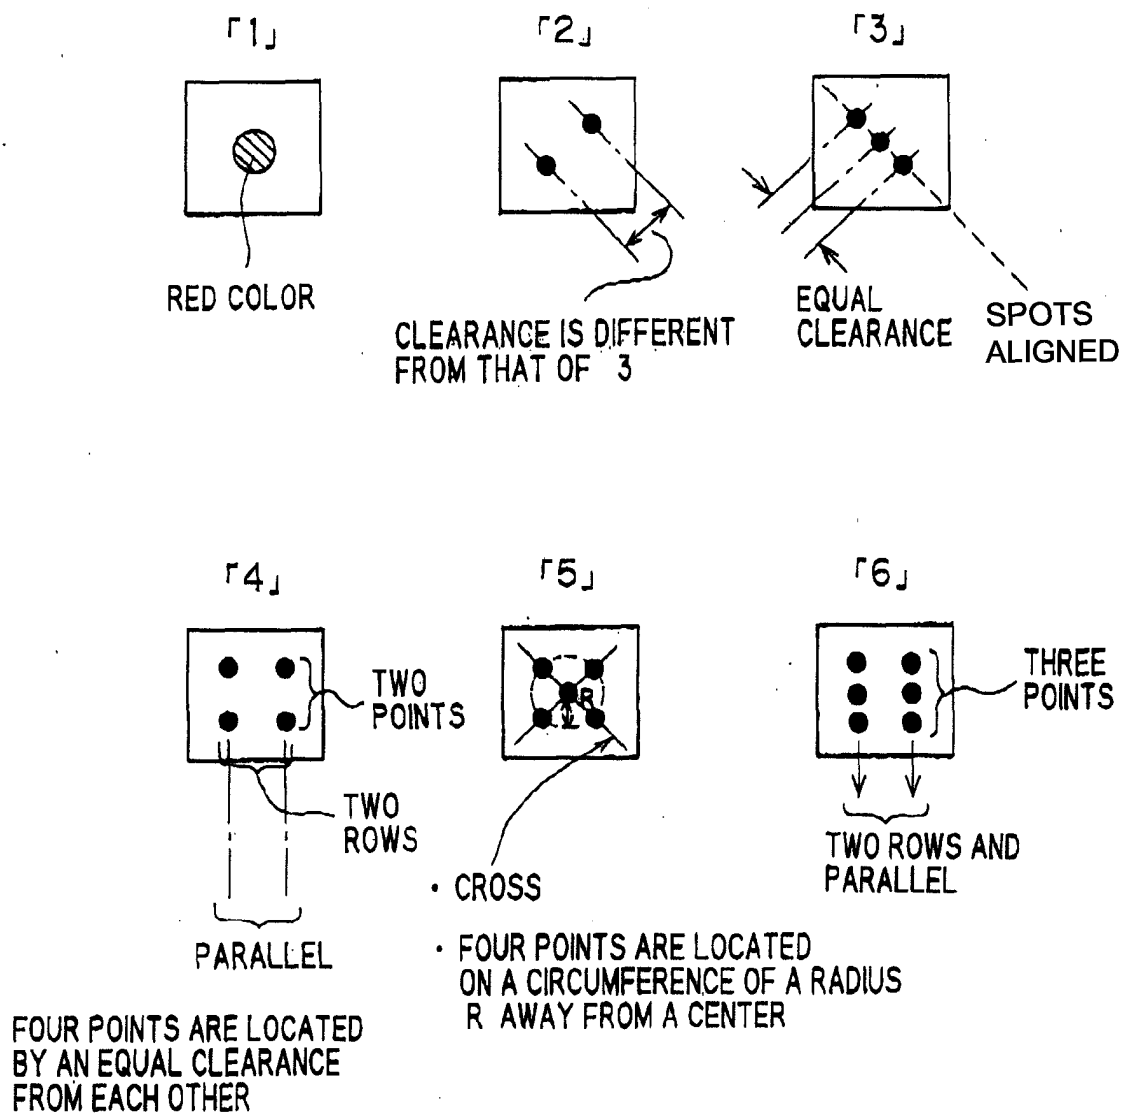 「1」
「2」
「3」
RED COLOR
CLEARANCE IS DIFFERENT
FROM THAT OF 3
EQUAL
CLEARANCE
SPOTS
ALIGNED
「4」
「5」
「6」
TWO
POINTS
TWO
ROWS
PARALLEL
FOUR POINTS ARE LOCATED
BY AN EQUAL CLEARANCE
FROM EACH OTHER
R
・ CROSS
・ FOUR POINTS ARE LOCATED
ON A CIRCUMFERENCE OF A RADIUS
R AWAY FROM A CENTER
THREE
POINTS
TWO ROWS AND
PARALLEL